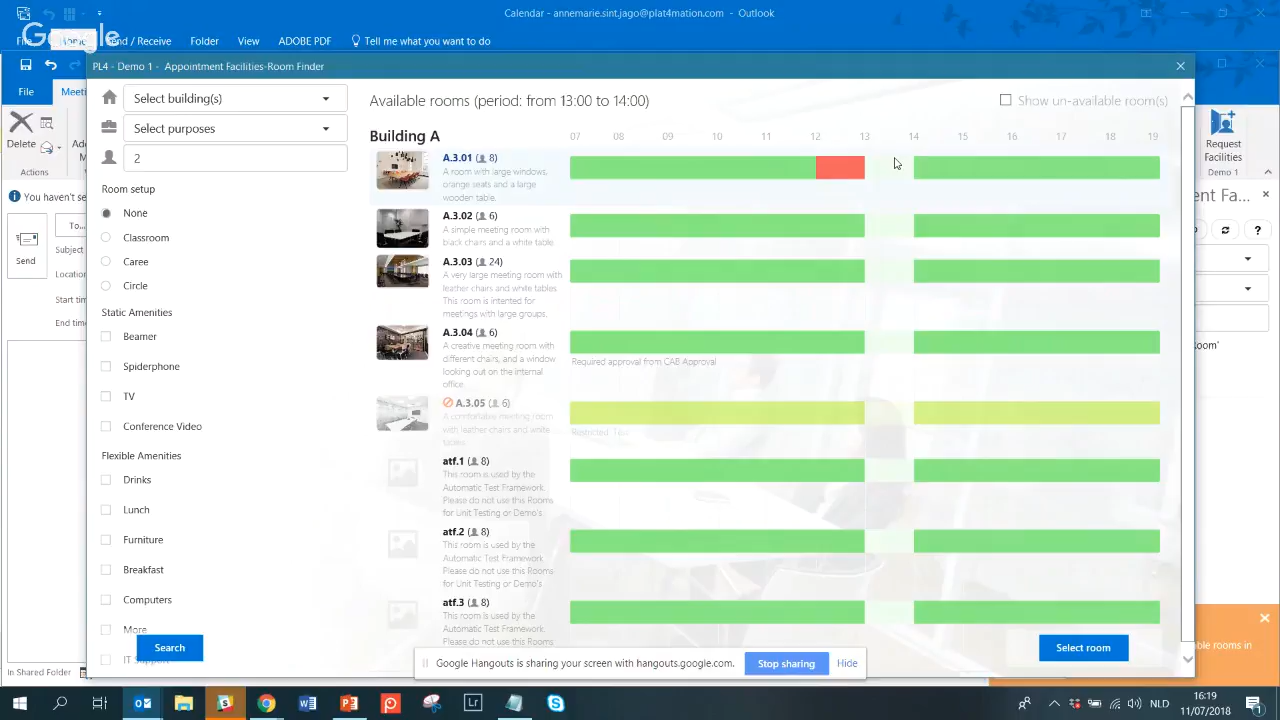 Calendar - annemarie.sint.jago@plat4mation.com - Outlook
Google
File
Home
Send / Receive
Folder
View
ADOBE PDF
Tell me what you want to do
PL4 - Demo 1 - Appointment Facilities-Room Finder
File
Meeti
Delete
Actions
Request
Facilities
Demo 1
You haven't se
ent Fa...
To...
Send
Subject
Location
Start time
End time
oom'
ble rooms in
In Shared Folder
Select building(s)
Select purposes
2
Room setup
None
Classroom
Caree
Circle
Static Amenities
Beamer
Spiderphone
TV
Conference Video
Flexible Amenities
Drinks
Lunch
Furniture
Breakfast
Computers
More
IT Support
Search
Available rooms (period: from 13:00 to 14:00)
Show un-available room(s)
Building A
07 08 09 10 11 12 13 14 15 16 17 18 19
A.3.01 (8)
A room with large windows,
orange seats and a large
wooden table.
A.3.02 (6)
A simple meeting room with
black chairs and a white table.
A.3.03 (24)
A very large meeting room with
leather chairs and white tables.
This room is intented for
meetings with large groups,
A.3.04 (6)
A creative meeting room with
different chairs, and a window
looking out on the internal
office.
Required approval from CAB Approval
A.3.05 (6)
A comfortable meeting room
with leather chairs and white
tables.
Restricted:
atf.1 (8)
This room is used by the
Automatic Test Framework.
Please do not use this Rooms
for Unit Testing or Demo's
atf.2 (8)
This room is used by the
Automatic Test Framework.
Please do not use this Rooms
for Unit Testing or Demo's
atf.3 (8)
This room is used by the
Automatic Test Framework.
Please do not use this Rooms
Select room
Google Hangouts is sharing your screen with hangouts.google.com.
Stop sharing
Hide
NLD
16:19
11/07/2018